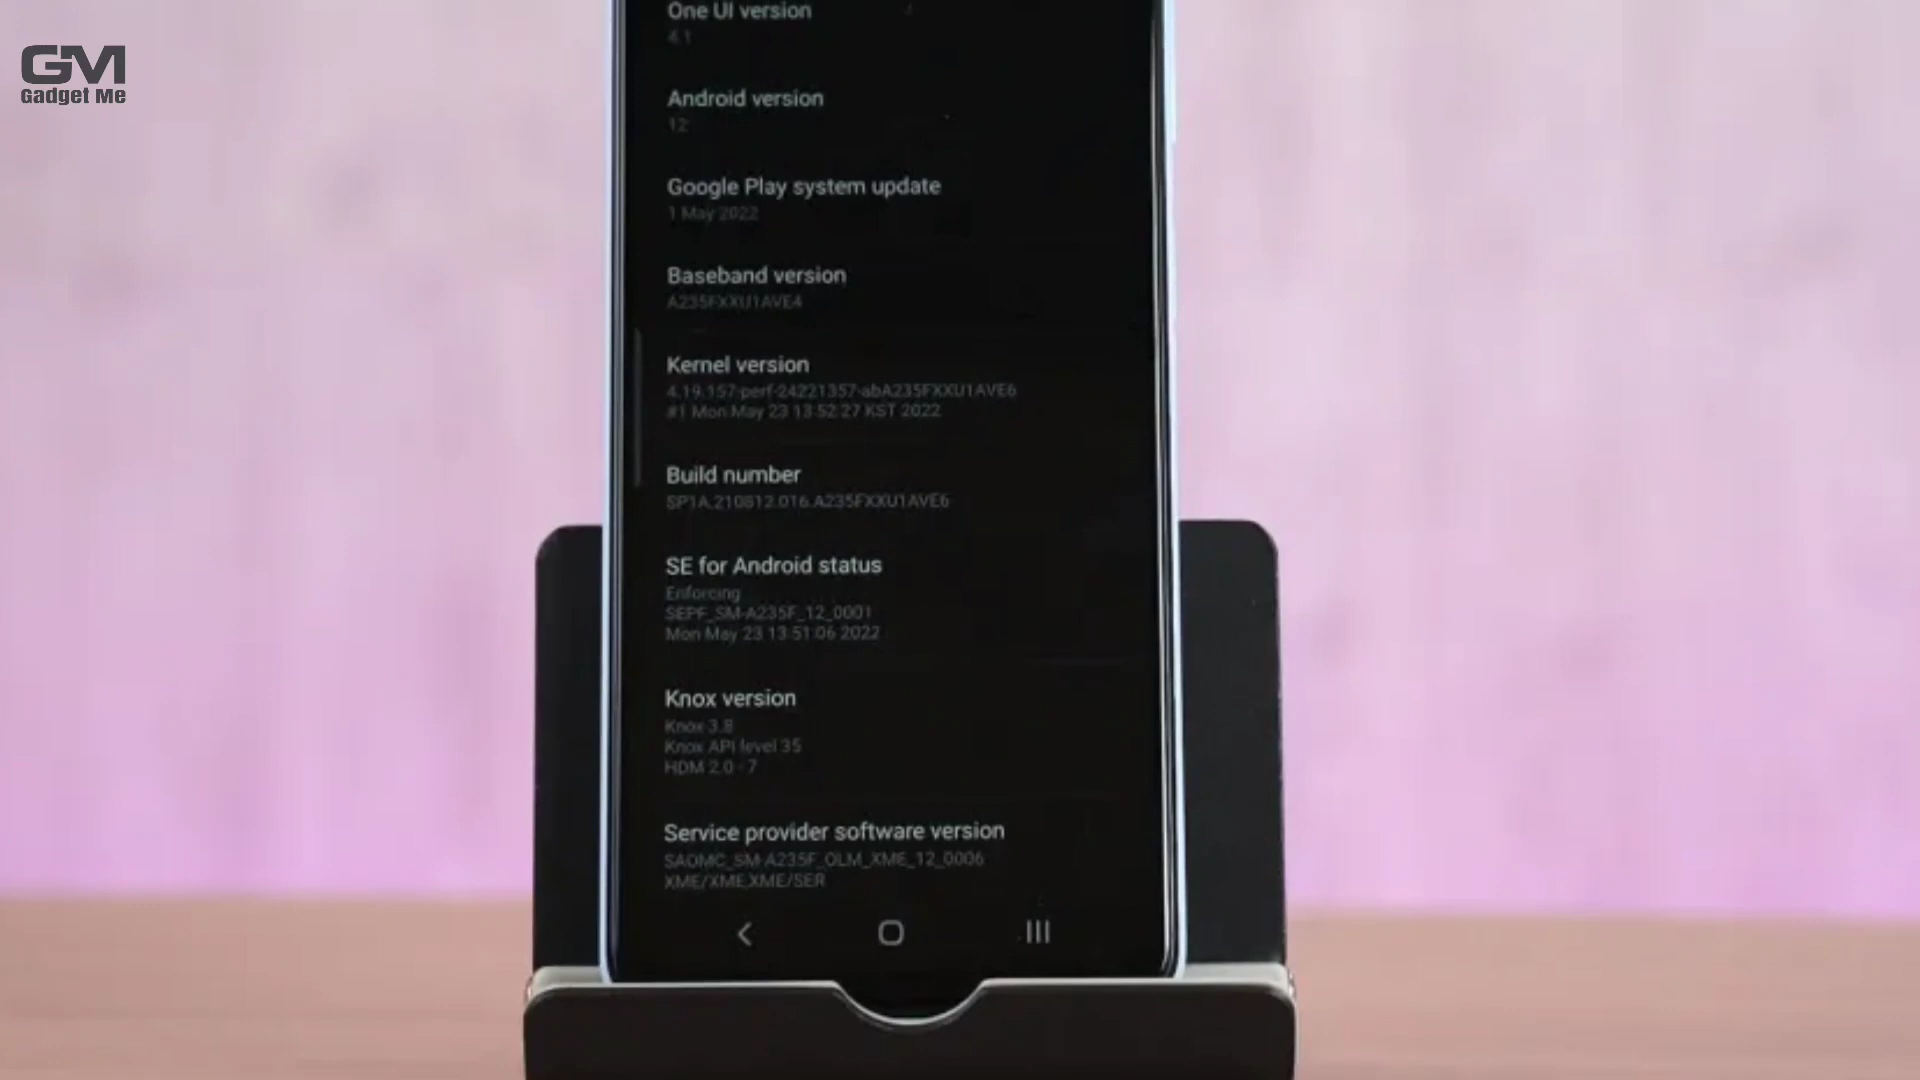 GM
Gadget Me
One UI version
4.1
Android version
12
Google Play system update
1 May 2022
Baseband version
A235FXXU1AVE4
Kernel version
4.19.157-perf-24221357-abA235FXXU1AVE6
#1 Mon May 23 13:52:27 KST 2022
Build number
SP1A.210812.016.A235FXXU1AVE6
SE for Android status
Enforcing
SEPF_SM-A235F_12_0001
Mon May 23 13:51:06 2022
Knox version
Knox 3.8
Knox API level 35
HDM 2.0 - 7
Service provider software version
SAOMC_SM-A235F_OLM_XME_12_0006
XME/XME,XME/SER